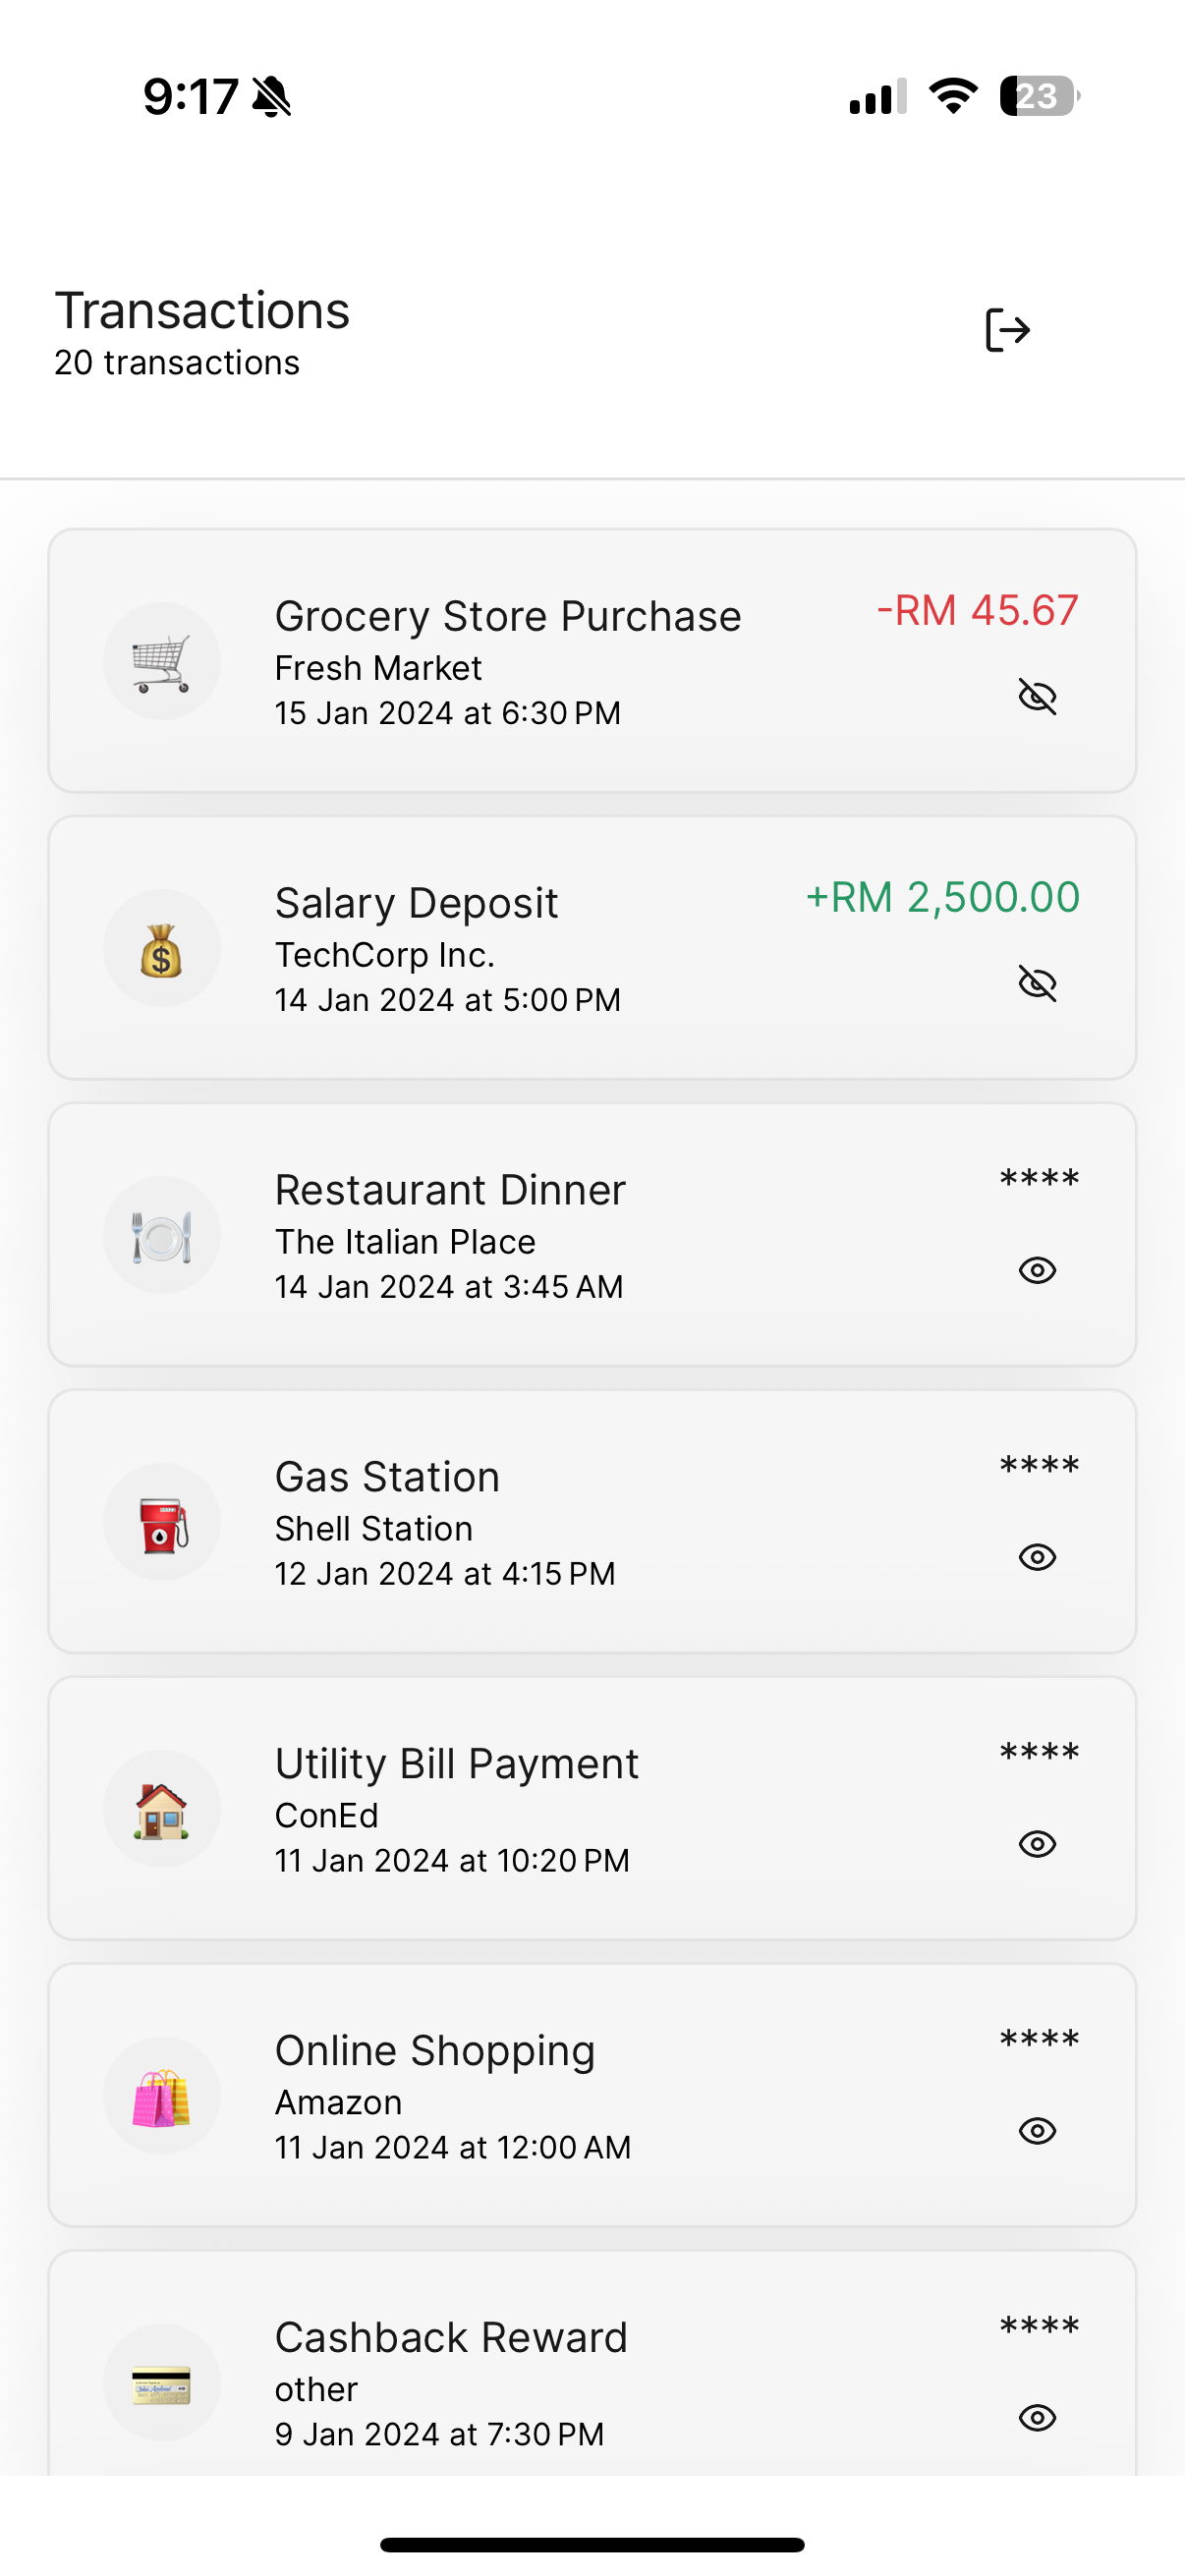 9:17
23
Transactions
20 transactions
Grocery Store Purchase
-RM 45.67
Fresh Market
15 Jan 2024 at 6:30 PM
Salary Deposit
+RM 2,500.00
TechCorp Inc.
14 Jan 2024 at 5:00 PM
Restaurant Dinner
****
The Italian Place
14 Jan 2024 at 3:45 AM
Gas Station
****
Shell Station
12 Jan 2024 at 4:15 PM
Utility Bill Payment
****
ConEd
11 Jan 2024 at 10:20 PM
Online Shopping
****
Amazon
11 Jan 2024 at 12:00 AM
Cashback Reward
****
other
9 Jan 2024 at 7:30 PM